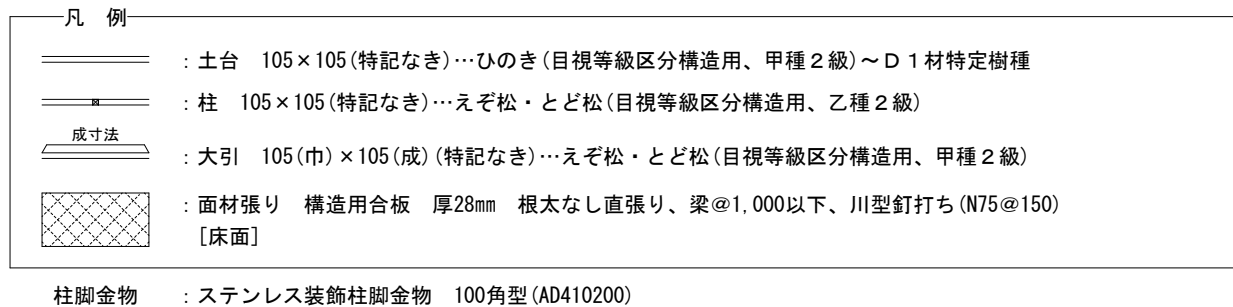 凡 例
：土台　105×105(特記なき)…ひのき(目視等級区分構造用、甲種２級)～Ｄ１材特定樹種
：柱　105×105(特記なき)…えぞ松・とど松(目視等級区分構造用、乙種２級)
成寸法
：大引　105(巾)×105(成)(特記なき)…えぞ松・とど松(目視等級区分構造用、甲種２級)
：面材張り　構造用合板　厚28mm　根太なし直張り、梁@1,000以下、川型釘打ち(N75@150)
[床面]
柱脚金物　：ステンレス装飾柱脚金物　100角型(AD410200)